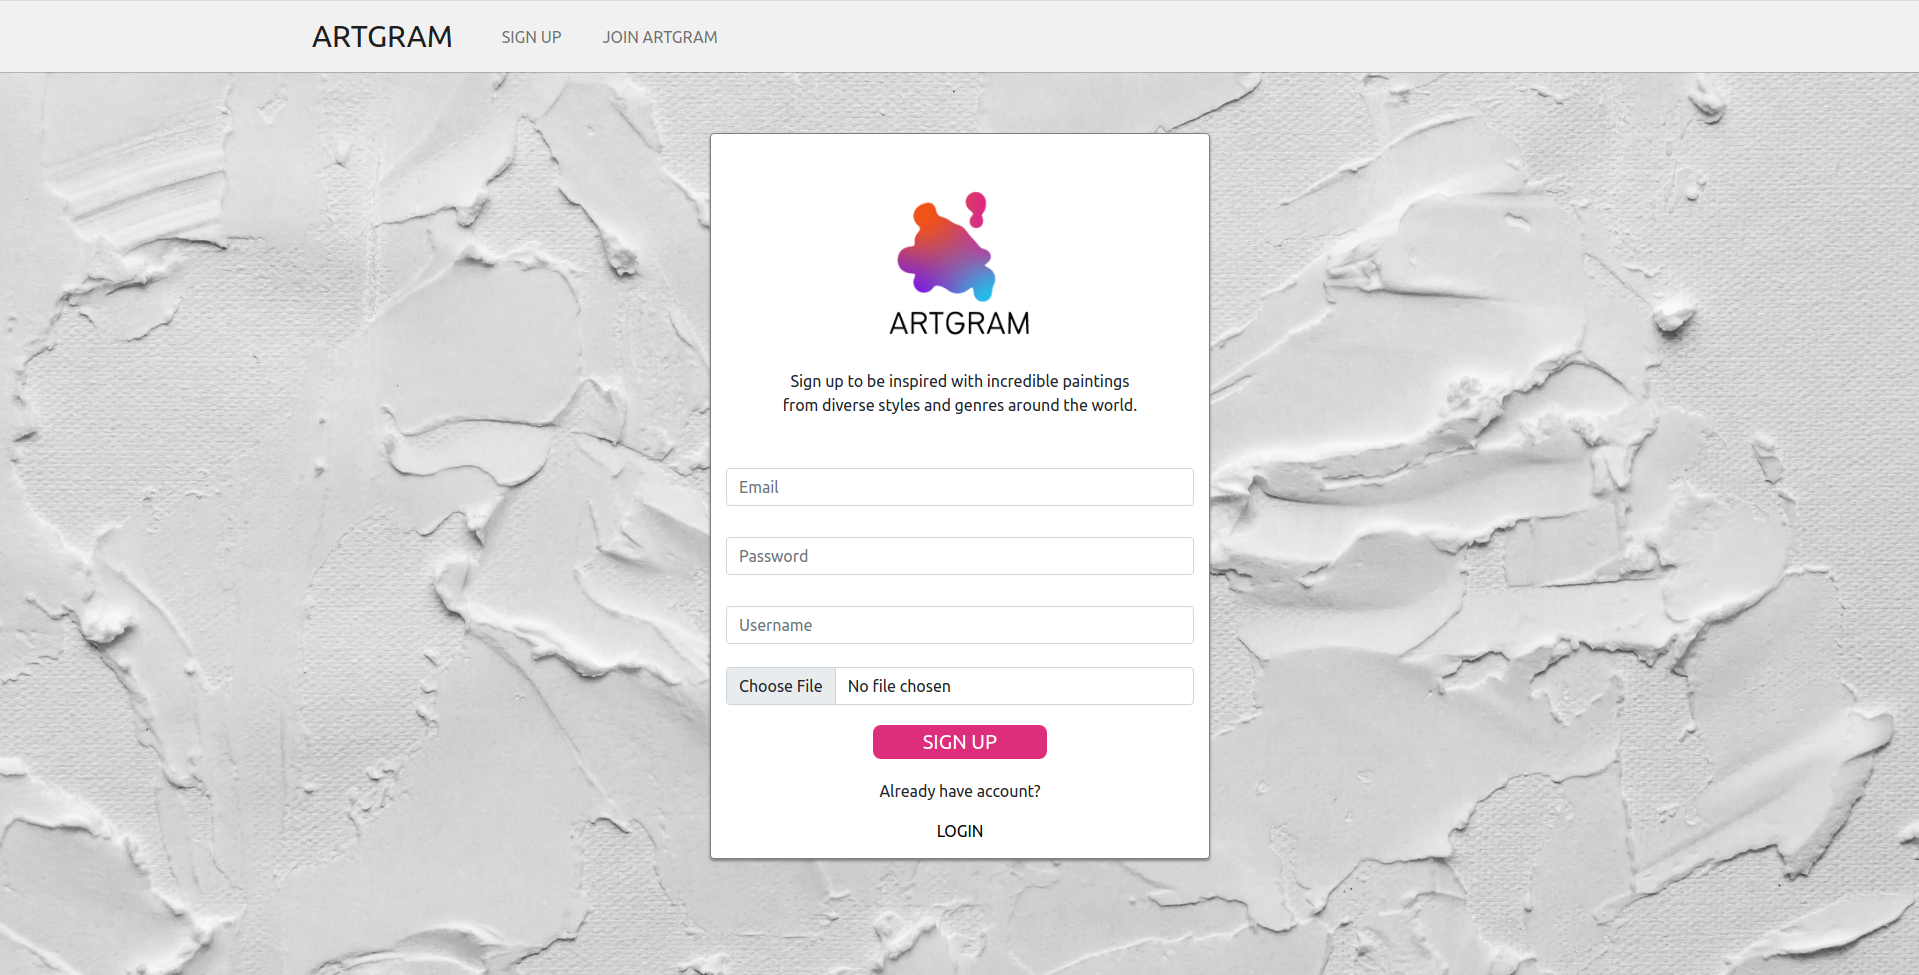 ARTGRAM SIGN UP JOIN ARTGRAM
ARTGRAM
Sign up to be inspired with incredible paintings
from diverse styles and genres around the world.
Email
Password
Username
Choose File No file chosen
SIGN UP
Already have account?
LOGIN